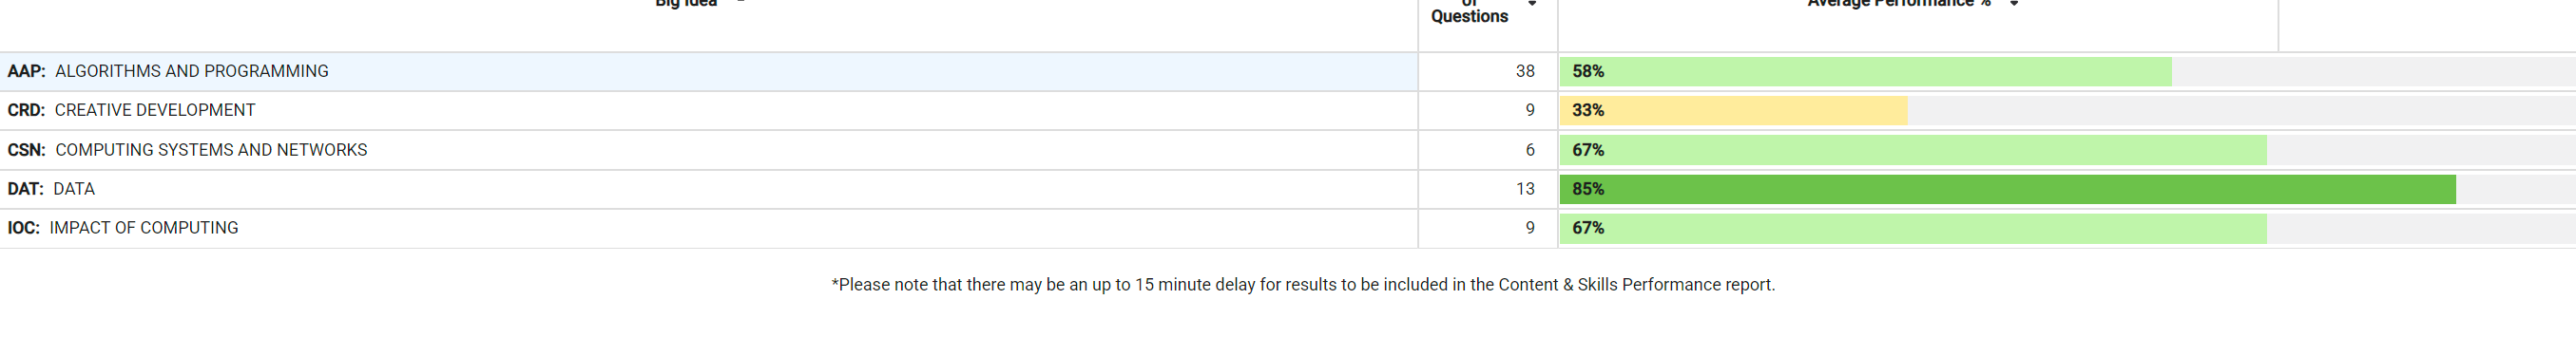 Big Idea
of
Questions
Average Performance %
AAP: ALGORITHMS AND PROGRAMMING 38 58%
CRD: CREATIVE DEVELOPMENT 9 33%
CSN: COMPUTING SYSTEMS AND NETWORKS 6 67%
DAT: DATA 13 85%
IOC: IMPACT OF COMPUTING 9 67%
*Please note that there may be an up to 15 minute delay for results to be included in the Content & Skills Performance report.